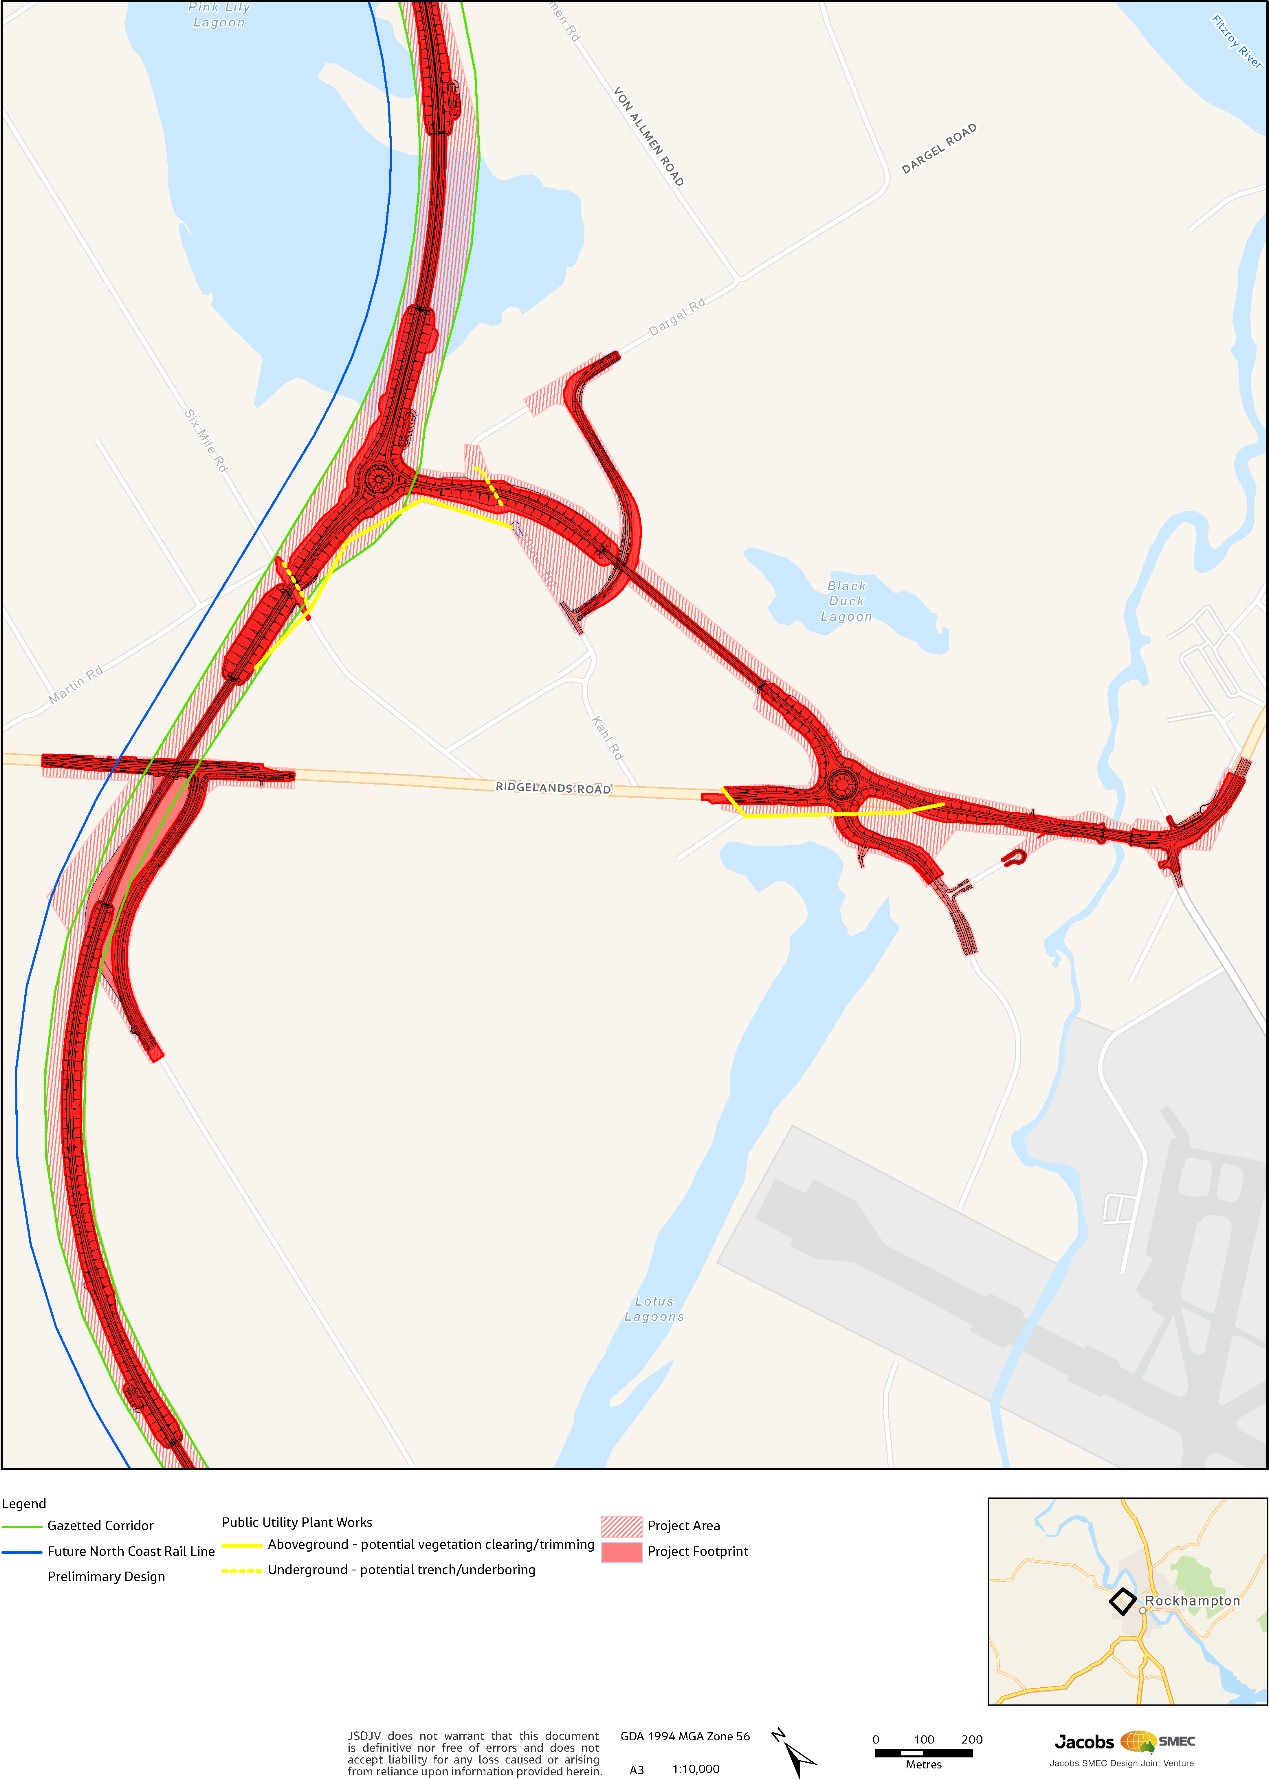 Pink Lily
Lagoon
men Rd
Fitzroy River
VON ALLMEN ROAD
DARGEL ROAD
Dargel Rd
Six Mile Rd
Black
Duck
Lagoon
Martin Rd
Kahl Rd
RIDGELANDS ROAD
Lotus
Lagoons
Legend
Gazetted Corridor
Future North Coast Rail Line
Prelimimary Design
Public Utility Plant Works
Aboveground - potential vegetation clearing/trimming
Underground - potential trench/underboring
Project Area
Project Footprint
Rockhampton
JSDJV does not warrant that this document
is definitive nor free of errors and does not
accept liability for any loss caused or arising
from reliance upon information provided herein.
GDA 1994 MGA Zone 56
A3 1:10,000
N
0 100 200
Metres
Jacobs SMEC
Jacobs SMEC Design Joint Venture